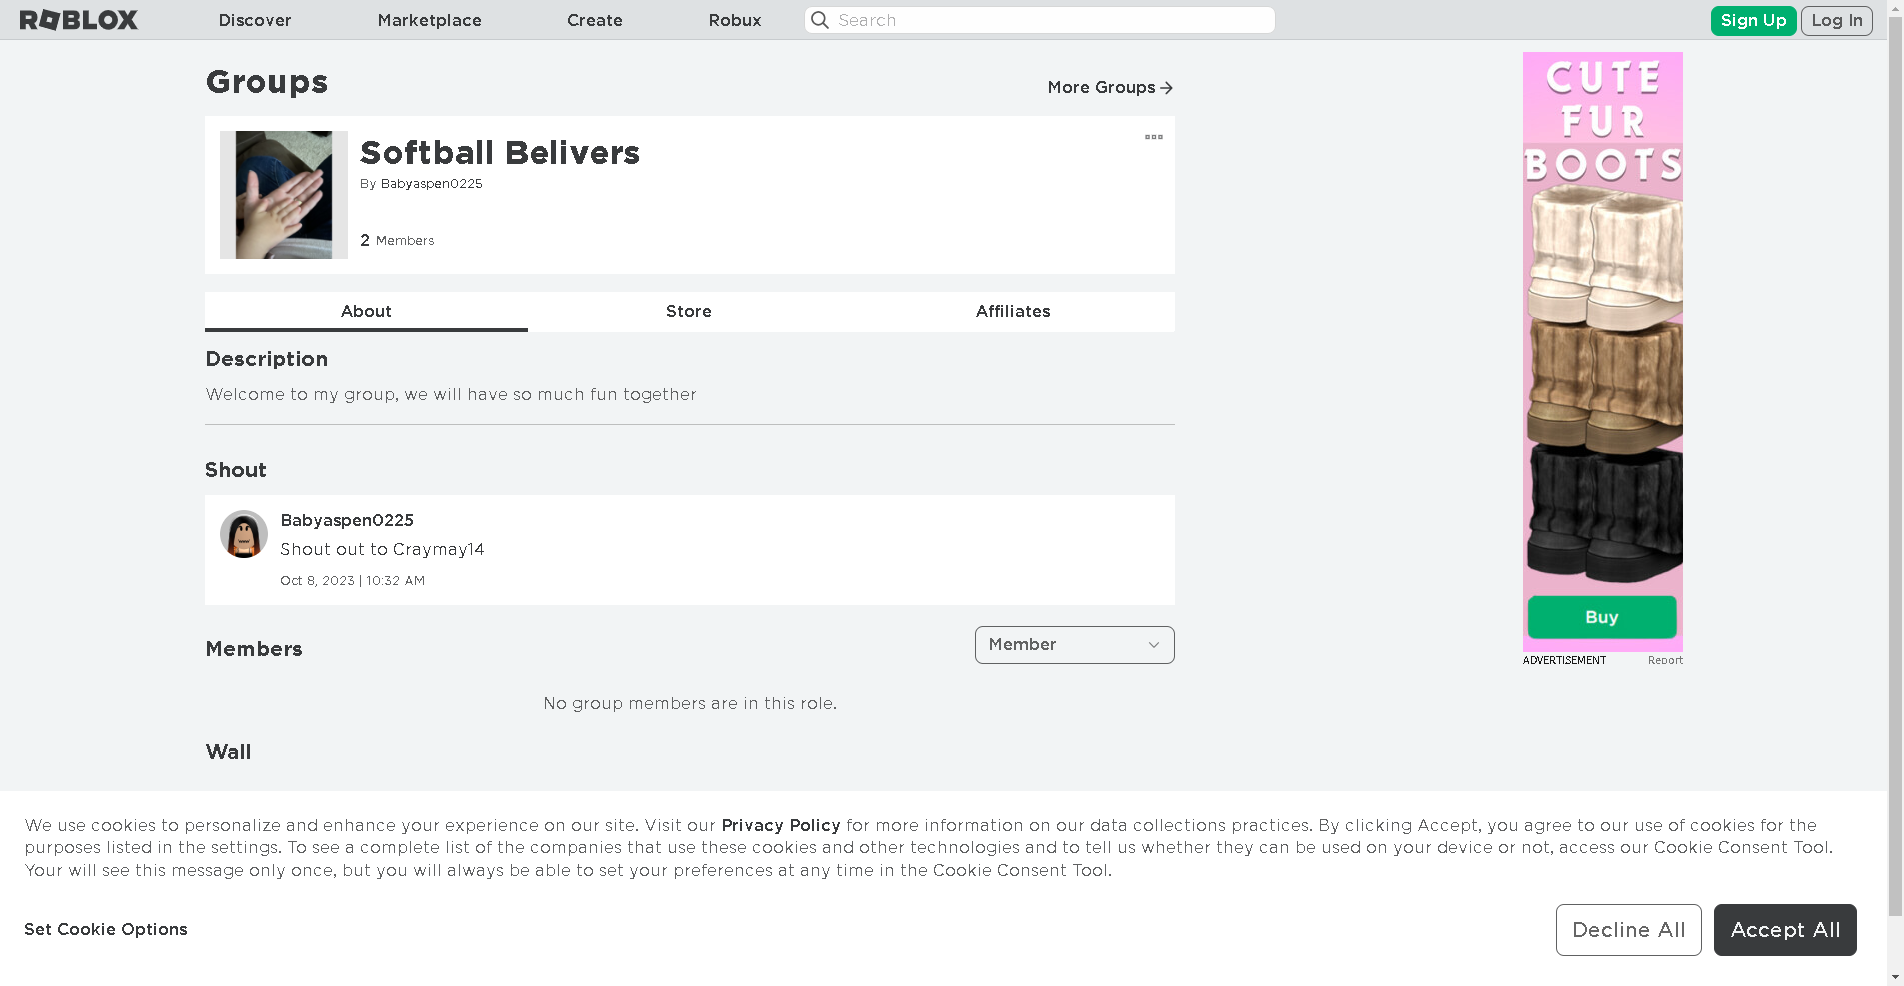 ROBLOX
Discover
Marketplace
Create
Robux
Search
Sign Up
Log In
Groups
More Groups
Softball Belivers
By Babyaspen0225
2 Members
About
Store
Affiliates
Description
Welcome to my group, we will have so much fun together
Shout
Babyaspen0225
Shout out to Craymay14
Oct 8, 2023 | 10:32 AM
Members
Member
No group members are in this role.
Wall
CUTE
FUR
BOOTS
Buy
ADVERTISEMENT
Report
We use cookies to personalize and enhance your experience on our site. Visit our Privacy Policy for more information on our data collections practices. By clicking Accept, you agree to our use of cookies for the
purposes listed in the settings. To see a complete list of the companies that use these cookies and other technologies and to tell us whether they can be used on your device or not, access our Cookie Consent Tool.
Your will see this message only once, but you will always be able to set your preferences at any time in the Cookie Consent Tool.
Set Cookie Options
Decline All
Accept All